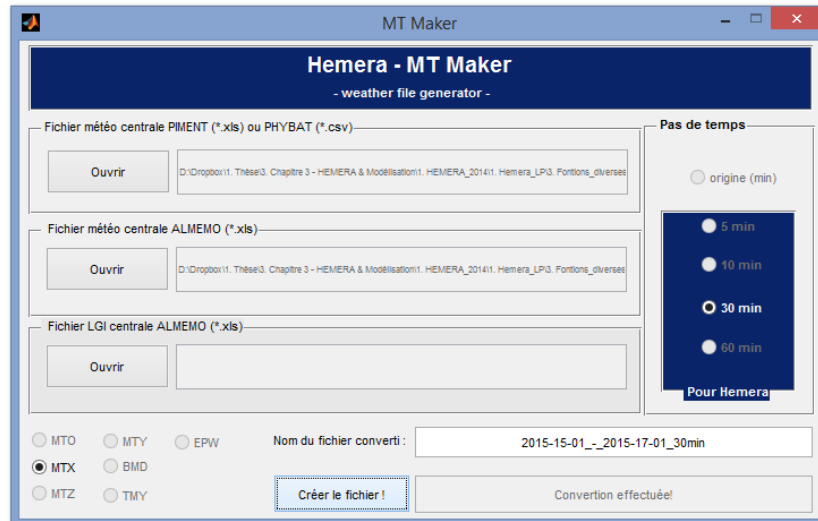 MT Maker
Hemera - MT Maker
- weather file generator -
Fichier météo centrale PIMENT (*.xls) ou PHYBAT (*.csv)
Ouvrir
D:\Dropbox\1. Thèse\3. Chapitre 3 - HEMERA & Modélisation\1. HEMERA_2014\1. Hemera_LP\3. Fontions_diverses
Fichier météo centrale ALMEMO (*.xls)
Ouvrir
D:\Dropbox\1. Thèse\3. Chapitre 3 - HEMERA & Modélisation\1. HEMERA_2014\1. Hemera_LP\3. Fontions_diverses
Fichier LGI centrale ALMEMO (*.xls)
Ouvrir
Pas de temps
origine (min)
5 min
10 min
30 min
60 min
Pour Hemera
MTO MTY EPW
MTX BMD
MTZ TMY
Nom du fichier converti :
2015-15-01_-_2015-17-01_30min
Créer le fichier !
Convertion effectuée!